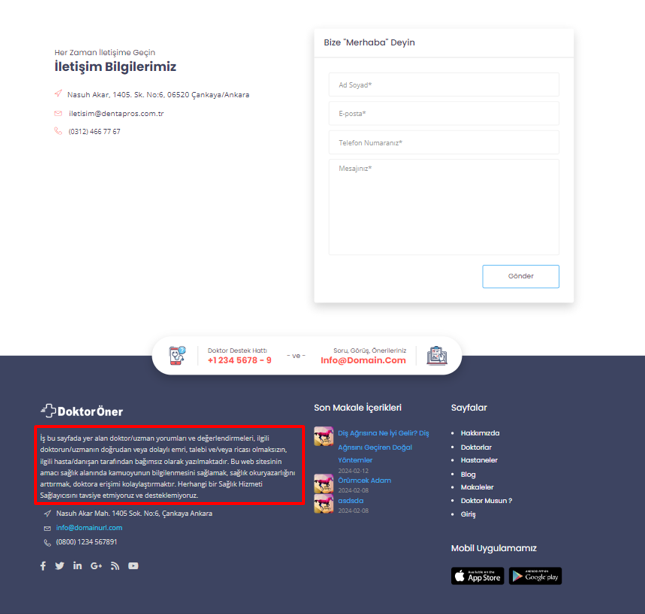 Her Zaman İletişime Geçin
İletişim Bilgilerimiz
Nasuh Akar, 1405. Sk. No:6, 06520 Çankaya/Ankara
iletisim@dentapros.com.tr
(0312) 466 77 67
Bize "Merhaba" Deyin
Ad Soyad*
E-posta*
Telefon Numaranız*
Mesajınız*
Gönder
Doktor Destek Hattı
+1 234 5678 - 9
- ve -
Soru, Görüş, Önerileriniz
Info@Domain.Com
DoktorÖner
İş bu sayfada yer alan doktor/uzman yorumları ve değerlendirmeleri, ilgili
doktorun/uzmanın doğrudan veya dolaylı emri, talebi ve/veya ricası olmaksızın,
ilgili hasta/danışan tarafından bağımsız olarak yazılmaktadır. Bu web sitesinin
amacı sağlık alanında kamuoyunun bilgilenmesini sağlamak, sağlık okuryazarlığını
arttırmak, doktora erişimi kolaylaştırmaktır. Herhangi bir Sağlık Hizmeti
Sağlayıcısını tavsiye etmiyoruz ve desteklemiyoruz.
Nasuh Akar Mah. 1405 Sok. No:6, Çankaya Ankara
info@domainurl.com
(0800) 1234 567891
Son Makale İçerikleri
Diş Ağrısına Ne İyi Gelir? Diş
Ağrısını Geçiren Doğal
Yöntemler
2024-02-12
Örümcek Adam
2024-02-08
asdsda
2024-02-08
Sayfalar
Hakkımızda
Doktorlar
Hastaneler
Blog
Makaleler
Doktor Musun ?
Giriş
Mobil Uygulamamız
Available on the
App Store
ANDROID APP ON
Google play